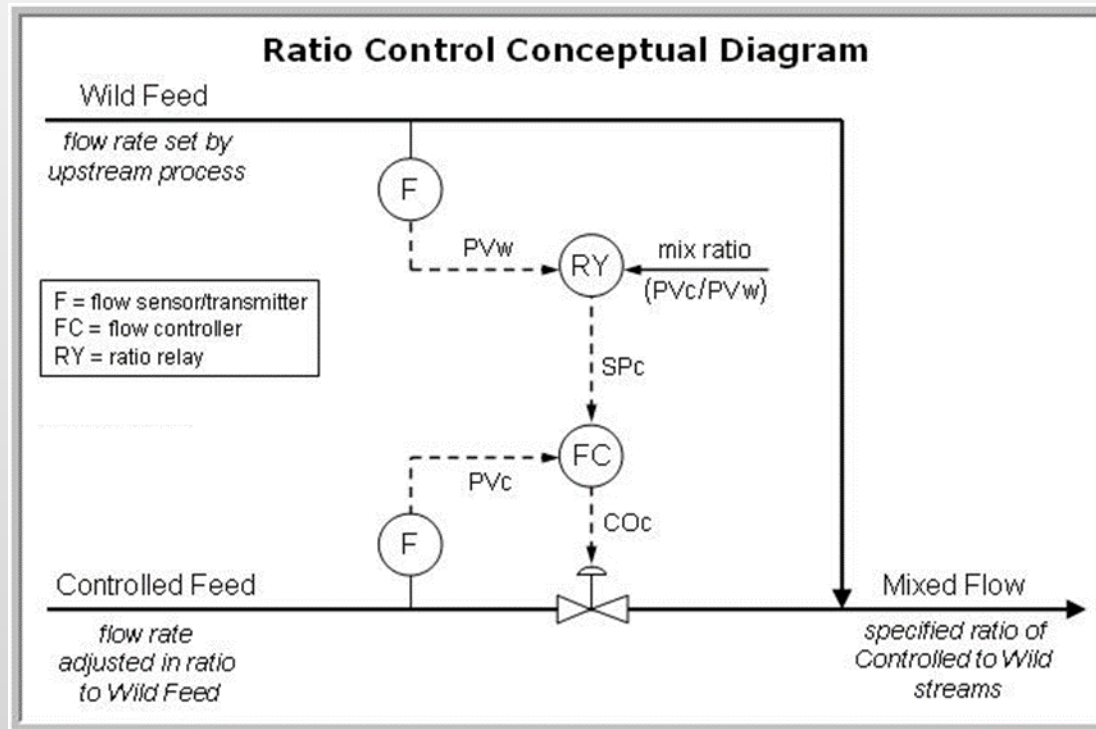 Ratio Control Conceptual Diagram
Wild Feed
flow rate set by
upstream process
F
PVw
RY
mix ratio
(PVc/PVw)
F = flow sensor/transmitter
FC = flow controller
RY = ratio relay
SPc
FC
PVc
COc
F
Controlled Feed
flow rate
adjusted in ratio
to Wild Feed
Mixed Flow
specified ratio of
Controlled to Wild
streams